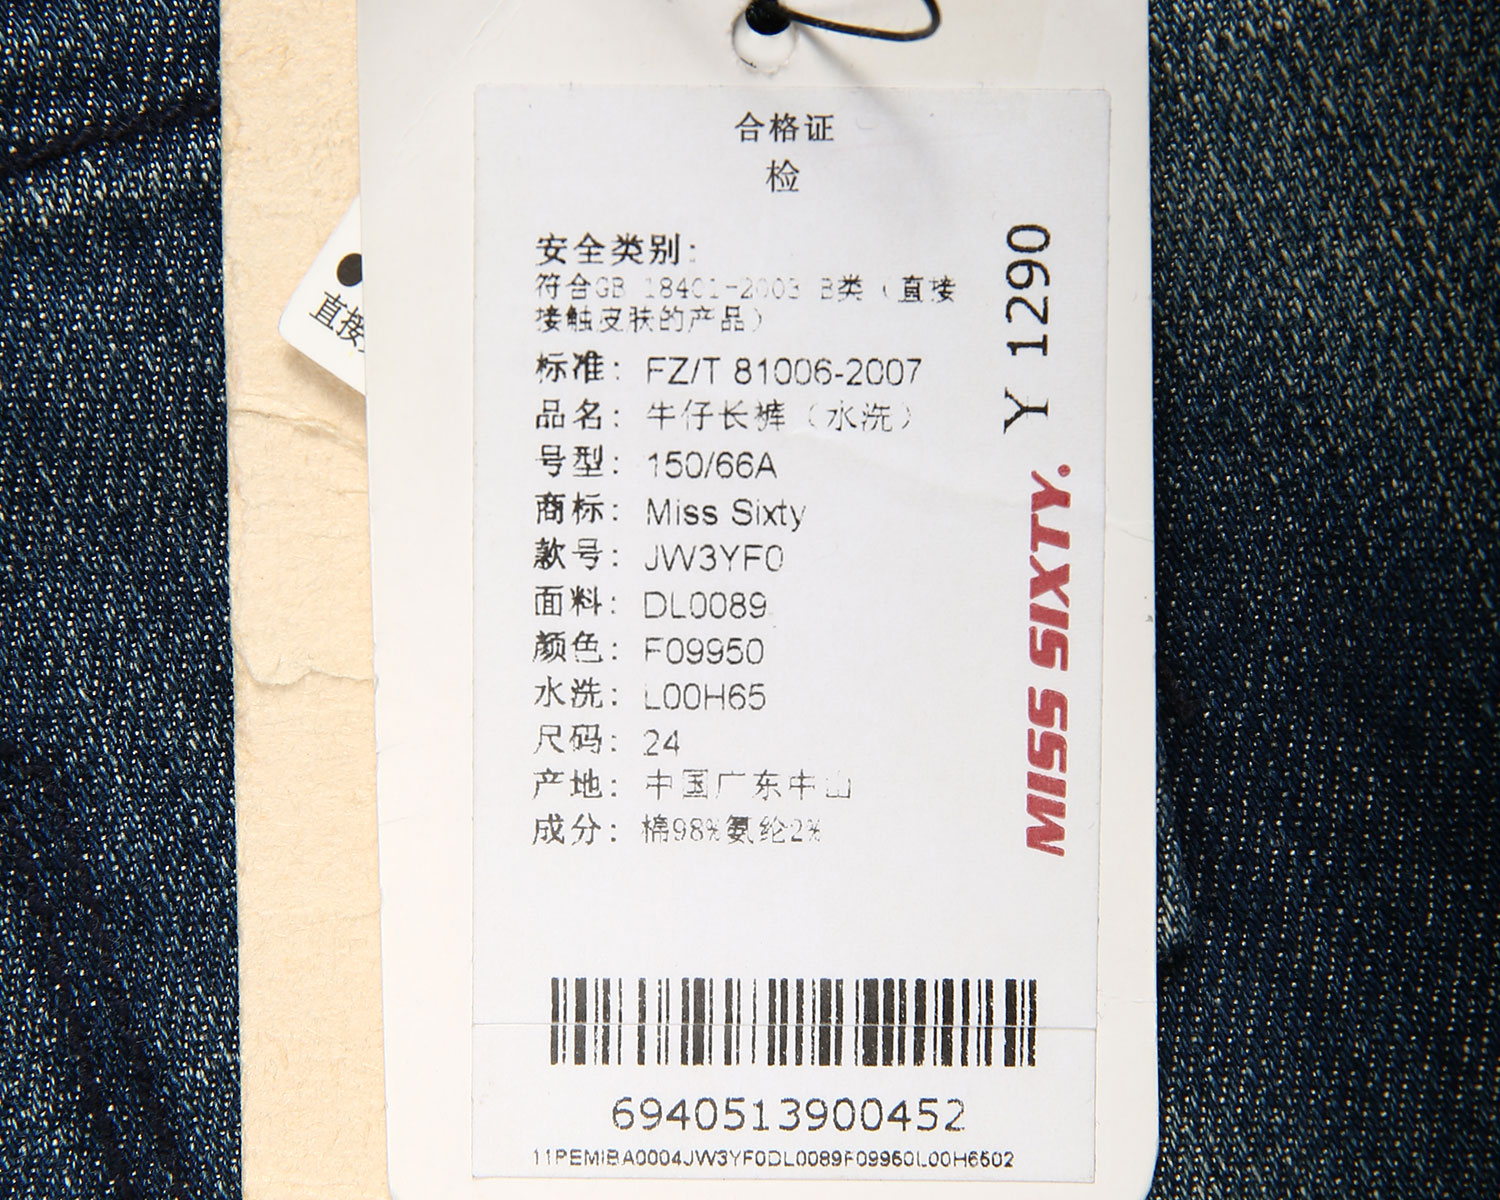 合格证
检
安全类别:
符合GB 18401-2003 B类（直接
接触皮肤的产品）
标准: FZ/T 81006-2007
品名: 牛仔长裤（水洗）
号型: 150/66A
商标: Miss Sixty
款号: JW3YF0
面料: DL0089
颜色: F09950
水洗: L00H65
尺码: 24
产地: 中国广东中山
成分: 棉98%氨纶2%
Y 1290
MISS SIXTY.
6940513900452
11PEMIBA0004JW3YF0DL0089F09950L00H6502
直接